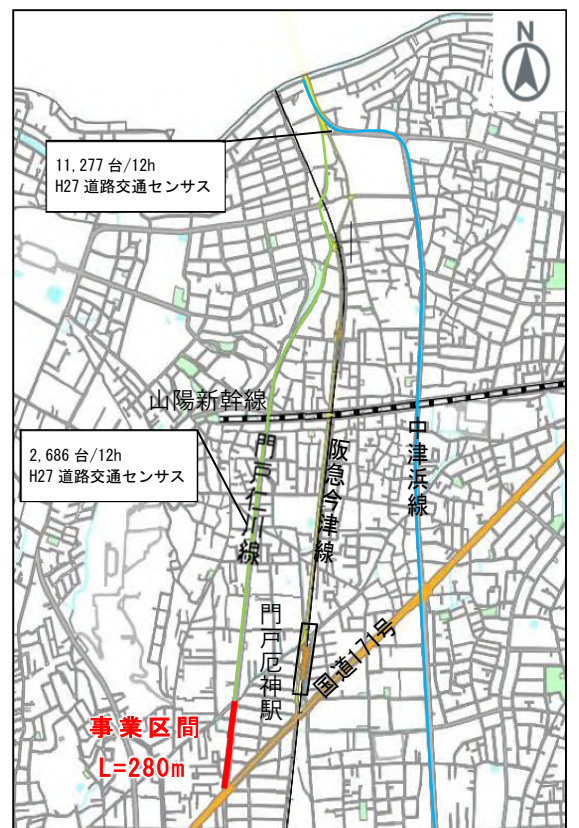 N
11,277 台/12h
H27 道路交通センサス
山陽新幹線
2,686 台/12h
H27 道路交通センサス
門戸仁川線
阪急今津線
中津浜線
門戸厄神駅
国道171号
事業区間
L=280m